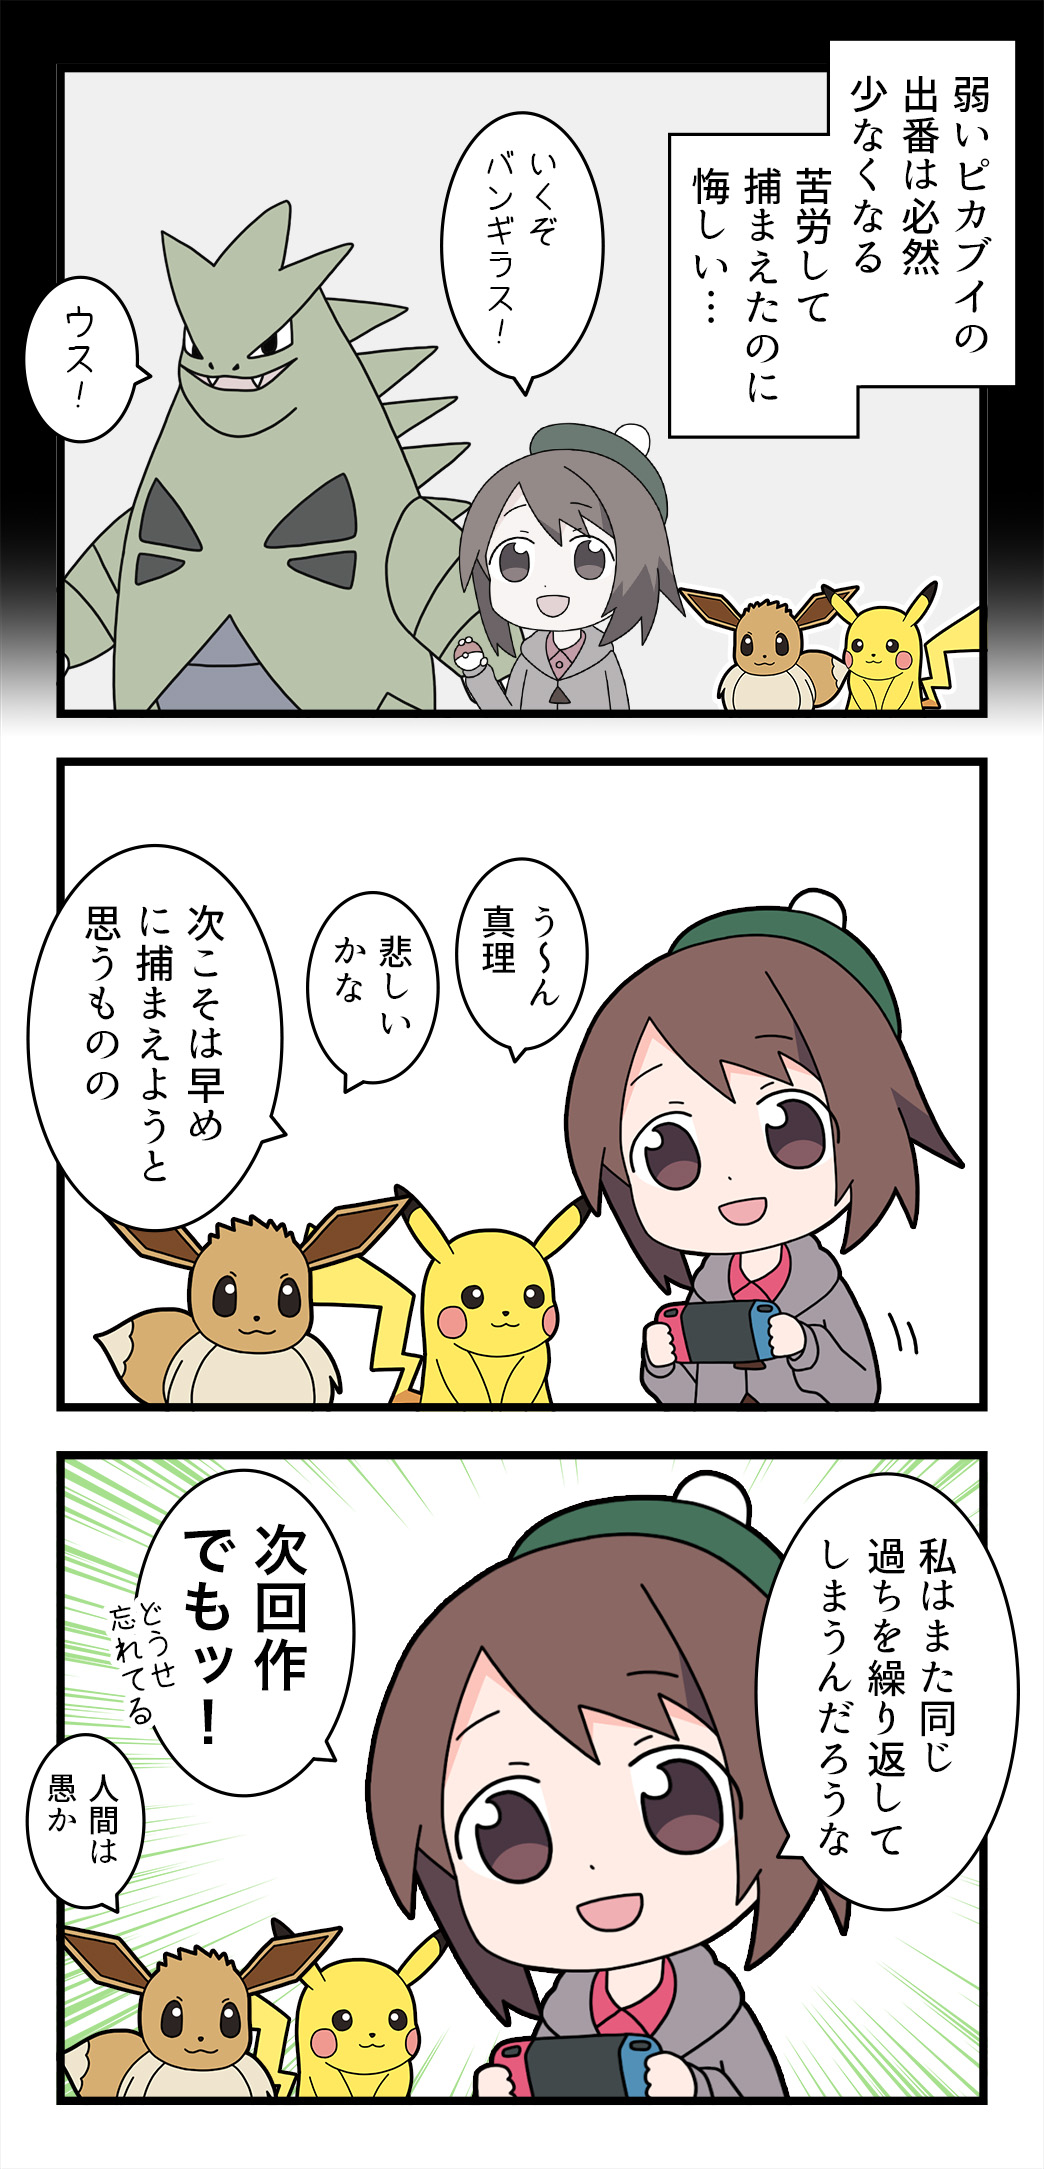 弱いピカブイの
出番は必然
少なくなる
苦労して
捕まえたのに
悔しい…
いくぞ
バンギラス!
ウス!
う〜ん
真理
悲しい
かな
次こそは早め
に捕まえようと
思うものの
私はまた同じ
過ちを繰り返して
しまうんだろうな
次回作
でもッ!
どうせ
忘れてる
人間は
愚か